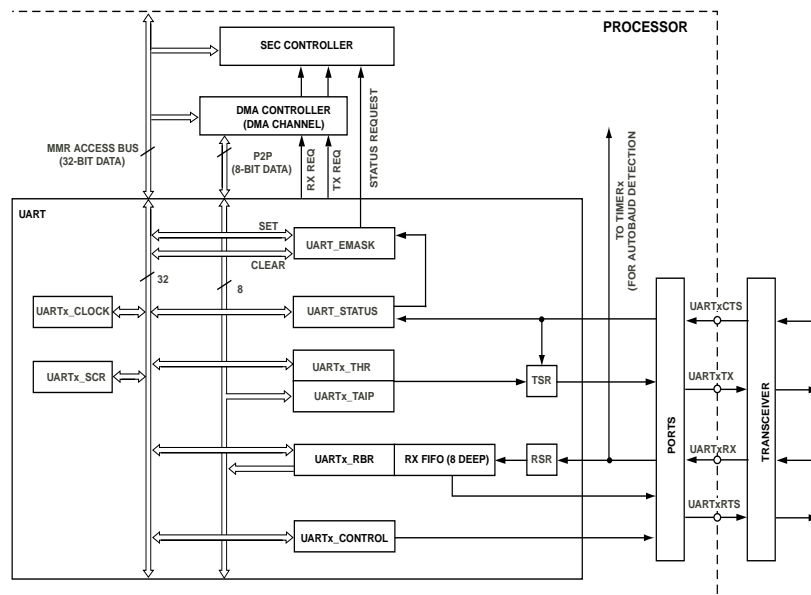 PROCESSOR
SEC CONTROLLER
DMA CONTROLLER
(DMA CHANNEL)
MMR ACCESS BUS
(32-BIT DATA)
P2P
(8-BIT DATA)
RX REQ
TX REQ
STATUS REQUEST
TO TIMERx
(FOR AUTOBAUD DETECTION)
UART
SET
UART_EMASK
CLEAR
32
8
UARTx_CLOCK
UART_STATUS
UARTxCTS
UARTx_SCR
UARTx_THR
UARTx_TAIP
TSR
UARTxTX
PORTS
TRANSCEIVER
UARTx_RBR
RX FIFO (8 DEEP)
RSR
UARTxRX
UARTxRTS
UARTx_CONTROL